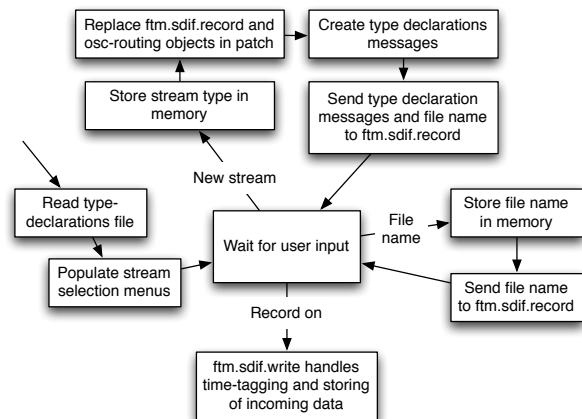 Replace ftm.sdif.record and
osc-routing objects in patch
Create type declarations
messages
Store stream type in
memory
Send type declaration
messages and file name
to ftm.sdif.record
New stream
Read type-
declarations file
Wait for user input
File
name
Store file name
in memory
Populate stream
selection menus
Send file name
to ftm.sdif.record
Record on
ftm.sdif.write handles
time-tagging and storing
of incoming data